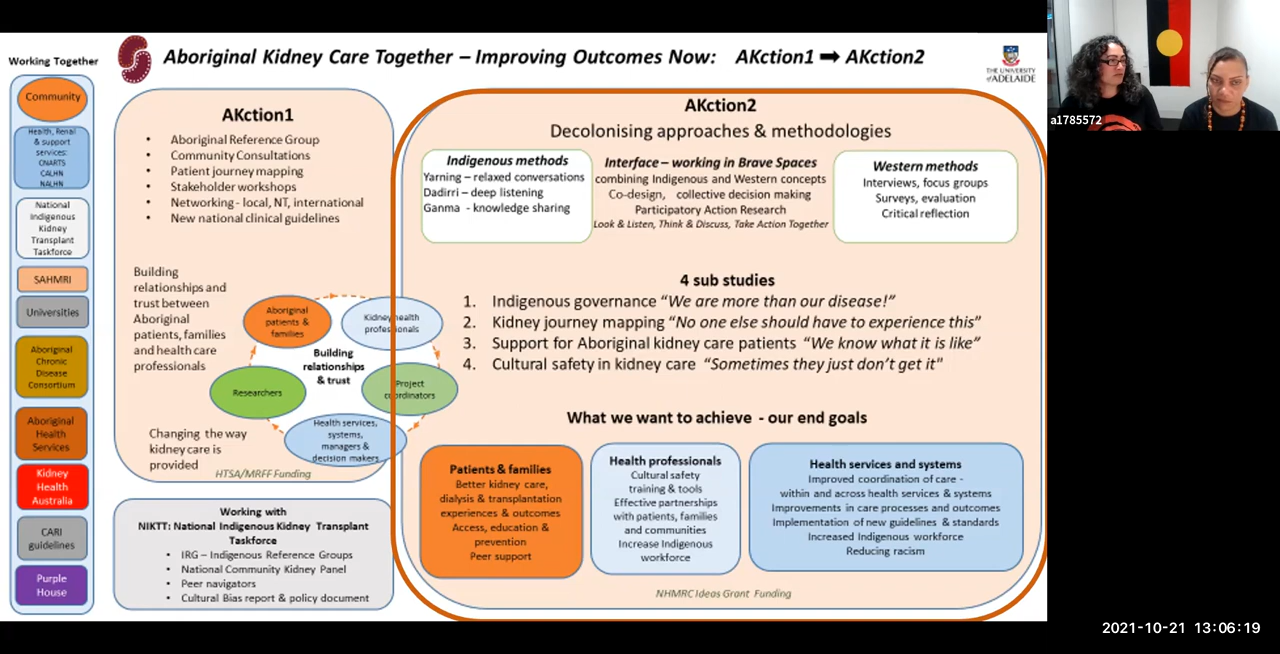 Aboriginal Kidney Care Together – Improving Outcomes Now: AKction1 ➡ AKction2
THE UNIVERSITY
of ADELAIDE
Working Together
Community
Health, Renal
& support
services:
CNARTS
CALHN
NALHN
National
Indigenous
Kidney
Transplant
Taskforce
SAHMRI
Universities
Aboriginal
Chronic
Disease
Consortium
Aboriginal
Health
Services
Kidney
Health
Australia
CARI
guidelines
Purple
House
AKction1
• Aboriginal Reference Group
• Community Consultations
• Patient journey mapping
• Stakeholder workshops
• Networking - local, NT, international
• New national clinical guidelines
Building
relationships and
trust between
Aboriginal
patients, families
and health care
professionals
Aboriginal
patients &
families
Kidney health
professionals
Building
relationships
& trust
Researchers
Project
coordinators
Health services,
systems,
managers &
decision makers
Changing the way
kidney care is
provided
HTSA/MRFF Funding
Working with
NIKTT: National Indigenous Kidney Transplant
Taskforce
• IRG – Indigenous Reference Groups
• National Community Kidney Panel
• Peer navigators
• Cultural Bias report & policy document
AKction2
Decolonising approaches & methodologies
Indigenous methods
Yarning – relaxed conversations
Dadirri – deep listening
Ganma - knowledge sharing
Interface – working in Brave Spaces
combining Indigenous and Western concepts
Co-design, collective decision making
Participatory Action Research
Look & Listen, Think & Discuss, Take Action Together
Western methods
Interviews, focus groups
Surveys, evaluation
Critical reflection
4 sub studies
1. Indigenous governance “We are more than our disease!”
2. Kidney journey mapping “No one else should have to experience this”
3. Support for Aboriginal kidney care patients “We know what it is like”
4. Cultural safety in kidney care “Sometimes they just don’t get it"
What we want to achieve - our end goals
Patients & families
Better kidney care,
dialysis & transplantation
experiences & outcomes
Access, education &
prevention
Peer support
Health professionals
Cultural safety
training & tools
Effective partnerships
with patients, families
and communities
Increase Indigenous
workforce
Health services and systems
Improved coordination of care -
within and across health services & systems
Improvements in care processes and outcomes
Implementation of new guidelines & standards
Increased Indigenous workforce
Reducing racism
NHMRC Ideas Grant Funding
a1785572
2021-10-21 13:06:19